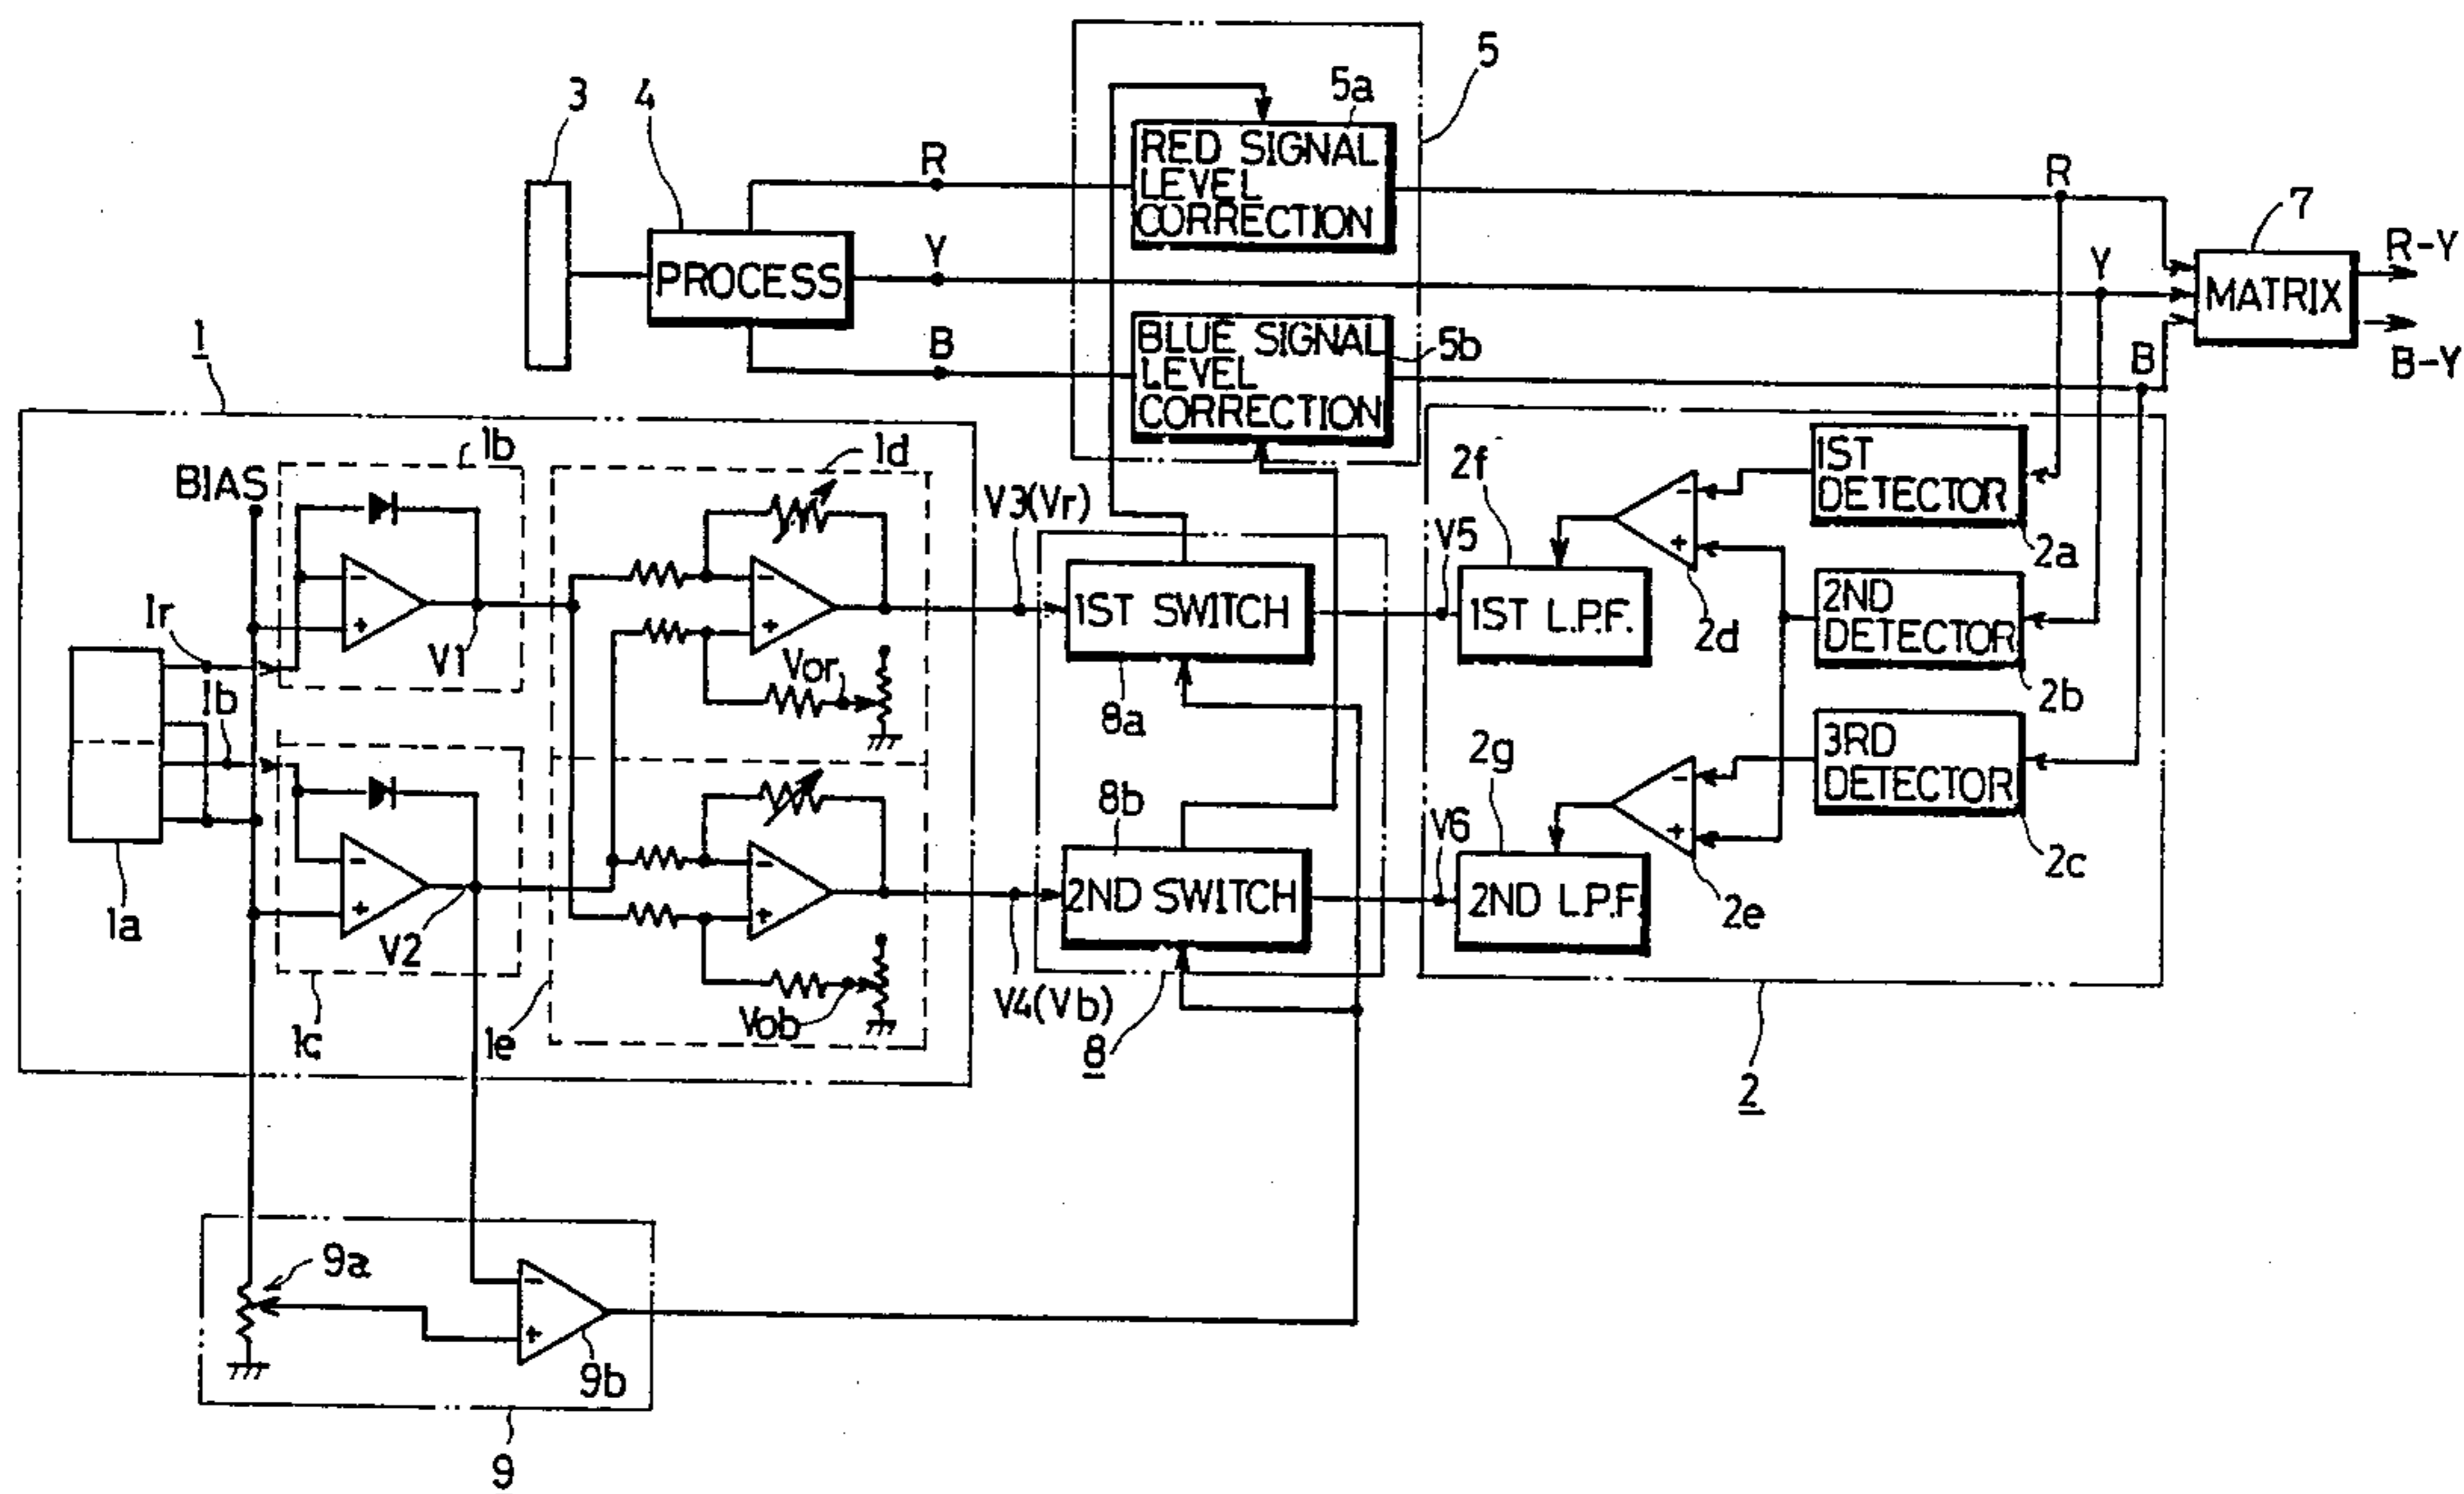 5
3
4
5a
RED SIGNAL
LEVEL
CORRECTION
R
R
7
PROCESS
Y
Y
MATRIX
R-Y
B-Y
BLUE SIGNAL
LEVEL
CORRECTION
5b
B
B
1
1b
1d
BIAS
2f
1ST
DETECTOR
2a
V3(Vr)
V5
-
+
-
+
-
+
2d
1ST SWITCH
1ST L.P.F.
2ND
DETECTOR
2b
Ir
V1
Vor
8a
Ib
2g
3RD
DETECTOR
2c
8b
V6
-
+
-
+
-
+
2e
2ND SWITCH
2ND L.P.F.
1a
V2
Vob
V4(Vb)
1c
1e
8
2
9a
-
+
9b
9